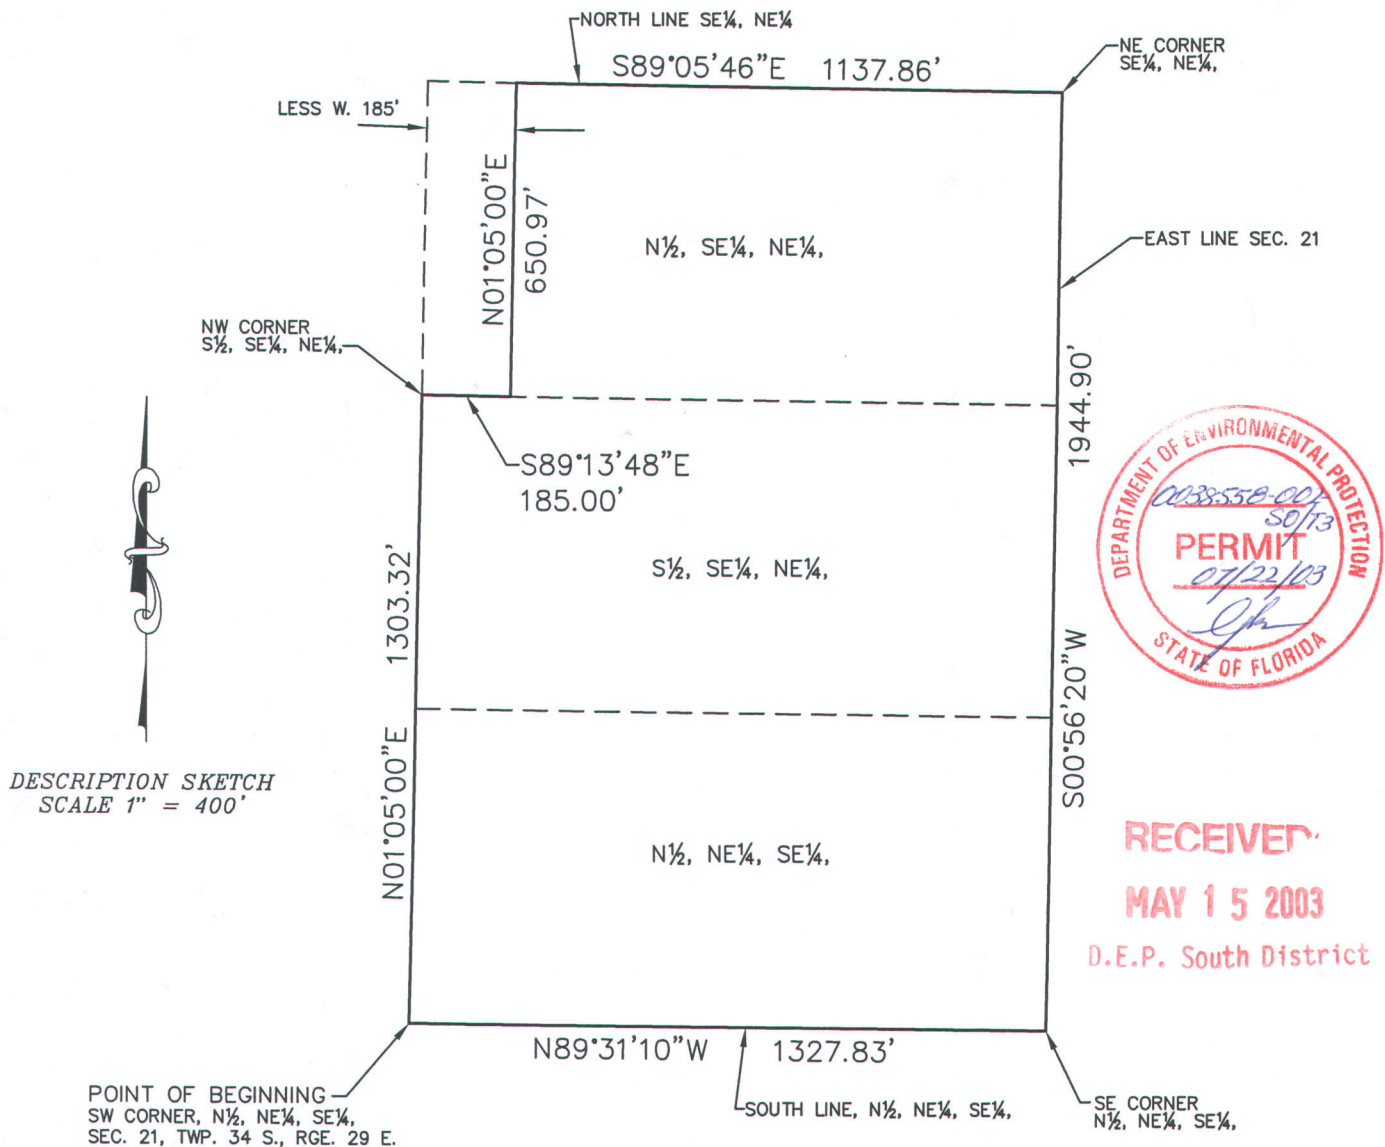 NORTH LINE SE¼, NE¼
S89°05'46"E 1137.86'
NE CORNER
SE¼, NE¼,
LESS W. 185'
N01°05'00"E
650.97'
N½, SE¼, NE¼,
EAST LINE SEC. 21
NW CORNER
S½, SE¼, NE¼,
1944.90'
S89°13'48"E
185.00'
DEPARTMENT OF ENVIRONMENTAL PROTECTION
SO/T3
PERMIT
07/22/03
STATE OF FLORIDA
1303.32'
S½, SE¼, NE¼,
S00°56'20"W
DESCRIPTION SKETCH
SCALE 1" = 400'
N01°05'00"E
N½, NE¼, SE¼,
RECEIVED
MAY 15 2003
D.E.P. South District
N89°31'10"W 1327.83'
POINT OF BEGINNING
SW CORNER, N½, NE¼, SE¼,
SEC. 21, TWP. 34 S., RGE. 29 E.
SOUTH LINE, N½, NE¼, SE¼,
SE CORNER
N½, NE¼, SE¼,